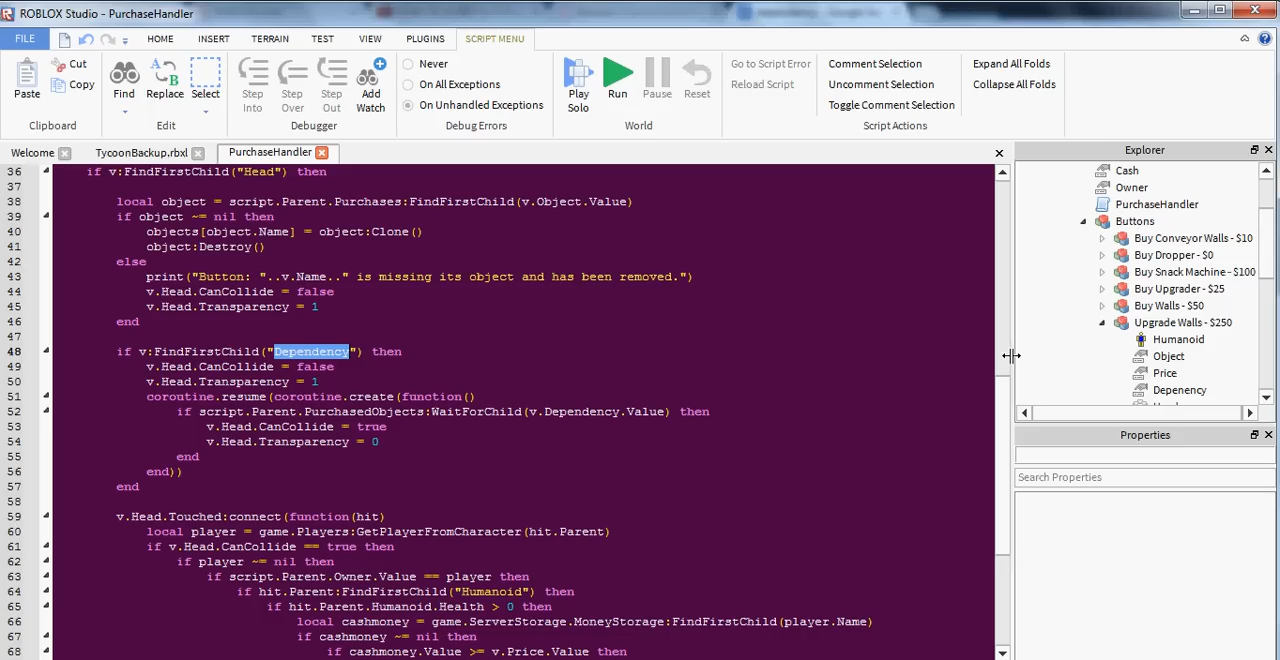 ROBLOX Studio - PurchaseHandler
FILE HOME INSERT TERRAIN TEST VIEW PLUGINS SCRIPT MENU
Paste
Cut
Copy
Clipboard
Find
Replace
Select
Edit
Step Into
Step Over
Step Out
Add Watch
Debugger
Never
On All Exceptions
On Unhandled Exceptions
Debug Errors
Play Solo
Run
Pause
Reset
World
Go to Script Error
Reload Script
Comment Selection
Uncomment Selection
Toggle Comment Selection
Script Actions
Expand All Folds
Collapse All Folds
Welcome TycoonBackup.rbxl PurchaseHandler
36 if v:FindFirstChild("Head") then
37
38 local object = script.Parent.Purchases:FindFirstChild(v.Object.Value)
39 if object ~= nil then
40 objects[object.Name] = object:Clone()
41 object:Destroy()
42 else
43 print("Button: "..v.Name.." is missing its object and has been removed.")
44 v.Head.CanCollide = false
45 v.Head.Transparency = 1
46 end
47
48 if v:FindFirstChild("Dependency") then
49 v.Head.CanCollide = false
50 v.Head.Transparency = 1
51 coroutine.resume(coroutine.create(function()
52 if script.Parent.PurchasedObjects:WaitForChild(v.Dependency.Value) then
53 v.Head.CanCollide = true
54 v.Head.Transparency = 0
55 end
56 end))
57 end
58
59 v.Head.Touched:connect(function(hit)
60 local player = game.Players:GetPlayerFromCharacter(hit.Parent)
61 if v.Head.CanCollide == true then
62 if player ~= nil then
63 if script.Parent.Owner.Value == player then
64 if hit.Parent:FindFirstChild("Humanoid") then
65 if hit.Parent.Humanoid.Health > 0 then
66 local cashmoney = game.ServerStorage.MoneyStorage:FindFirstChild(player.Name)
67 if cashmoney ~= nil then
68 if cashmoney.Value >= v.Price.Value then
Explorer
Cash
Owner
PurchaseHandler
Buttons
Buy Conveyor Walls - $10
Buy Dropper - $0
Buy Snack Machine - $100
Buy Upgrader - $25
Buy Walls - $50
Upgrade Walls - $250
Humanoid
Object
Price
Depenency
Properties
Search Properties